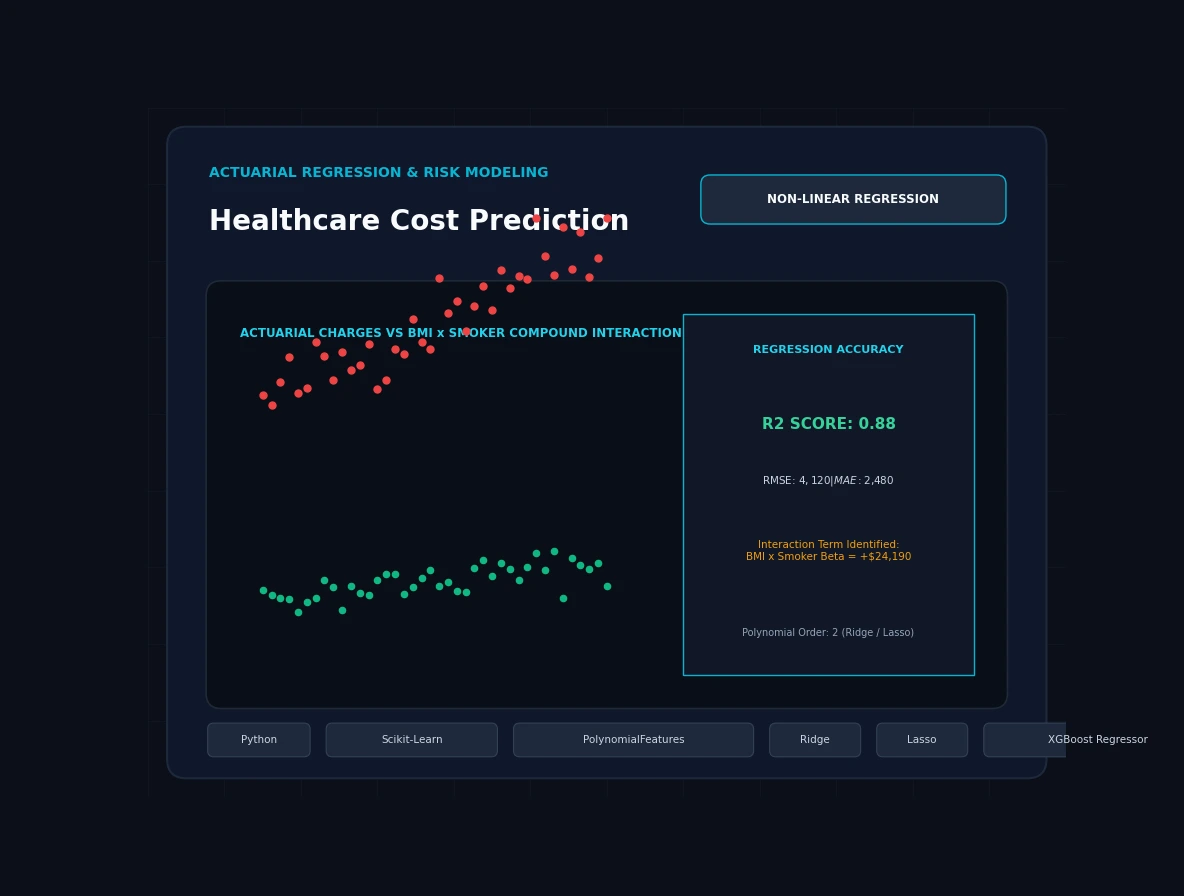 ACTUARIAL REGRESSION & RISK MODELING
Healthcare Cost Prediction
NON-LINEAR REGRESSION
ACTUARIAL CHARGES VS BMI x SMOKER COMPOUND INTERACTION
REGRESSION ACCURACY
R2 SCORE: 0.88
RMSE: 4, 120|MAE : 2,480
Interaction Term Identified:
BMI x Smoker Beta = +$24,190
Polynomial Order: 2 (Ridge / Lasso)
Python
Scikit-Learn
PolynomialFeatures
Ridge
Lasso
XGBoost Regressor